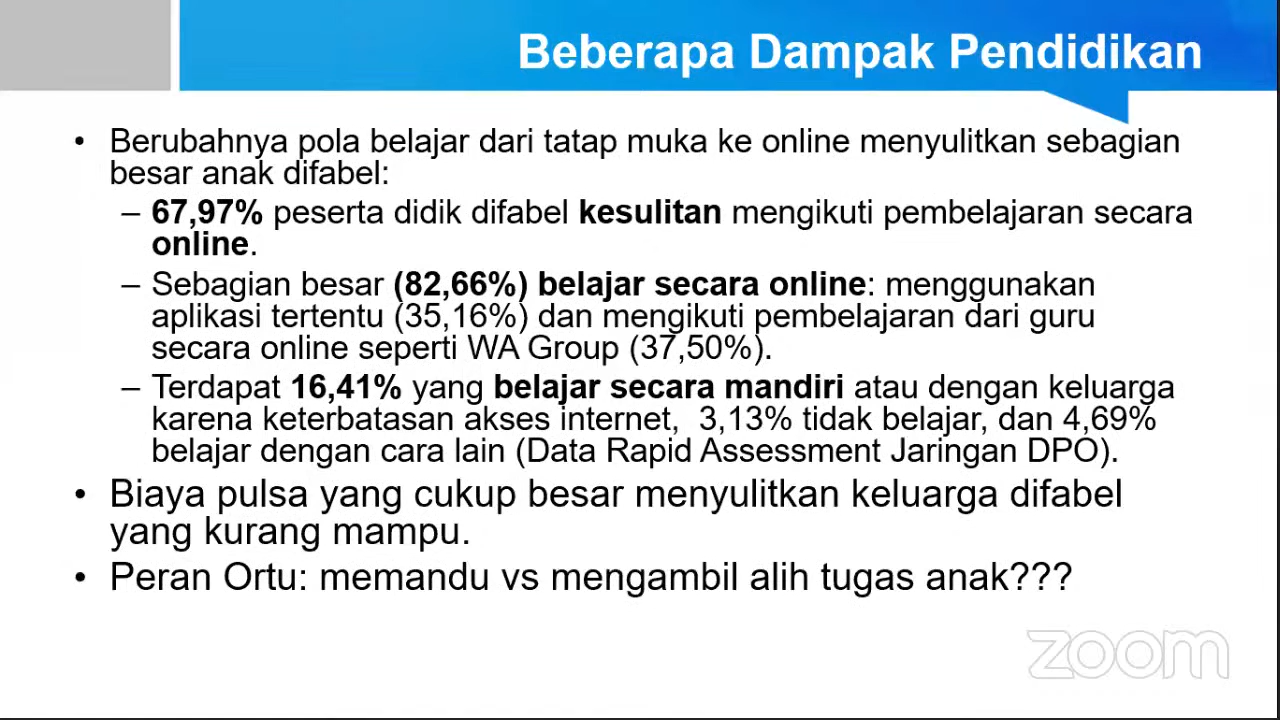 Beberapa Dampak Pendidikan
• Berubahnya pola belajar dari tatap muka ke online menyulitkan sebagian
besar anak difabel:
– 67,97% peserta didik difabel kesulitan mengikuti pembelajaran secara
online.
– Sebagian besar (82,66%) belajar secara online: menggunakan
aplikasi tertentu (35,16%) dan mengikuti pembelajaran dari guru
secara online seperti WA Group (37,50%).
– Terdapat 16,41% yang belajar secara mandiri atau dengan keluarga
karena keterbatasan akses internet,  3,13% tidak belajar, dan 4,69%
belajar dengan cara lain (Data Rapid Assessment Jaringan DPO).
• Biaya pulsa yang cukup besar menyulitkan keluarga difabel
yang kurang mampu.
• Peran Ortu: memandu vs mengambil alih tugas anak???
zoom